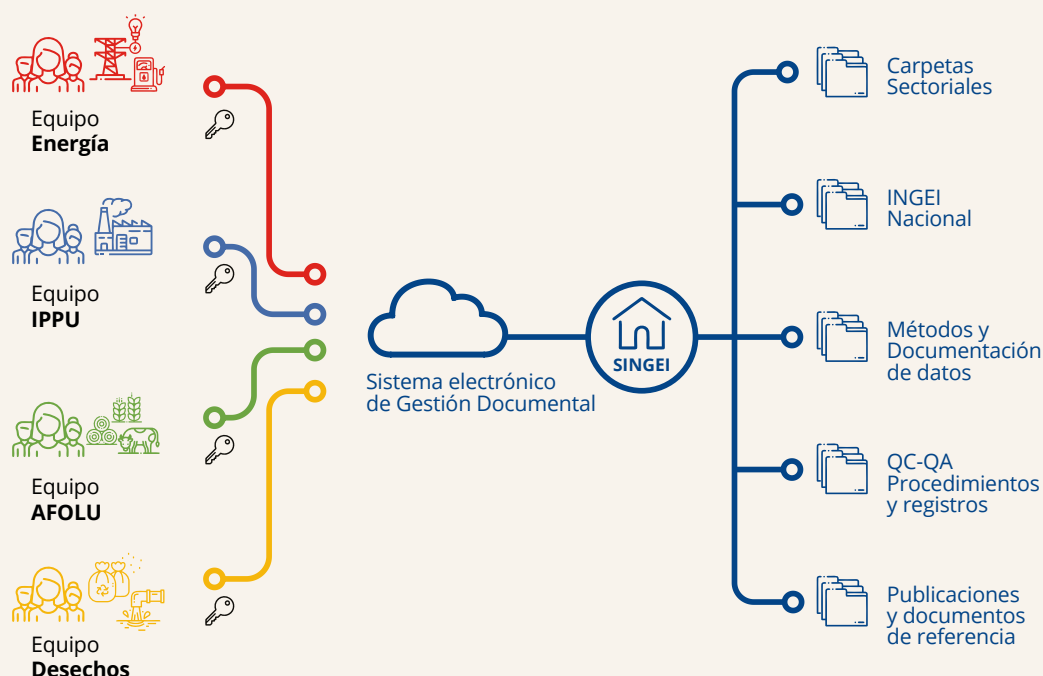 Equipo
Energía
Equipo
IPPU
Equipo
AFOLU
Equipo
Desechos
Sistema electrónico
de Gestión Documental
SINGEI
Carpetas
Sectoriales
INGEI
Nacional
Métodos y
Documentación
de datos
QC-QA
Procedimientos
y registros
Publicaciones
y documentos
de referencia